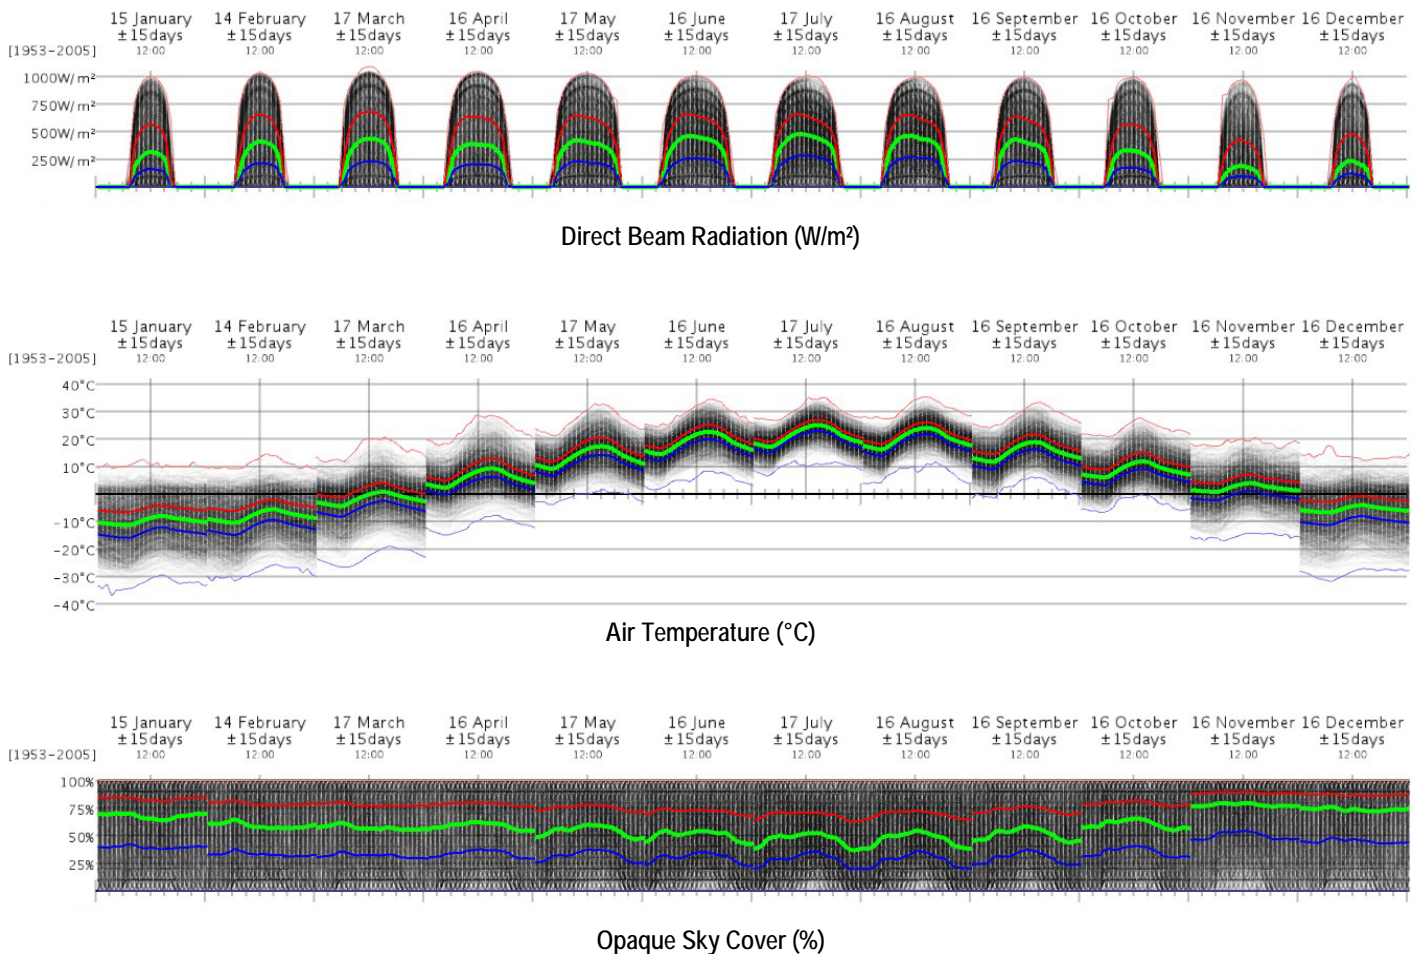 15 January 14 February 17 March 16 April 17 May 16 June 17 July 16 August 16 September 16 October 16 November 16 December
±15days ±15days ±15days ±15days ±15days ±15days ±15days ±15days ±15days ±15days ±15days ±15days
[1953-2005] 12:00 12:00 12:00 12:00 12:00 12:00 12:00 12:00 12:00 12:00 12:00 12:00
1000W/m²
750W/m²
500W/m²
250W/m²
Direct Beam Radiation (W/m²)
15 January 14 February 17 March 16 April 17 May 16 June 17 July 16 August 16 September 16 October 16 November 16 December
±15days ±15days ±15days ±15days ±15days ±15days ±15days ±15days ±15days ±15days ±15days ±15days
[1953-2005] 12:00 12:00 12:00 12:00 12:00 12:00 12:00 12:00 12:00 12:00 12:00 12:00
40°C
30°C
20°C
10°C
0°C
-10°C
-20°C
-30°C
-40°C
Air Temperature (°C)
15 January 14 February 17 March 16 April 17 May 16 June 17 July 16 August 16 September 16 October 16 November 16 December
±15days ±15days ±15days ±15days ±15days ±15days ±15days ±15days ±15days ±15days ±15days ±15days
[1953-2005] 12:00 12:00 12:00 12:00 12:00 12:00 12:00 12:00 12:00 12:00 12:00 12:00
100%
75%
50%
25%
Opaque Sky Cover (%)